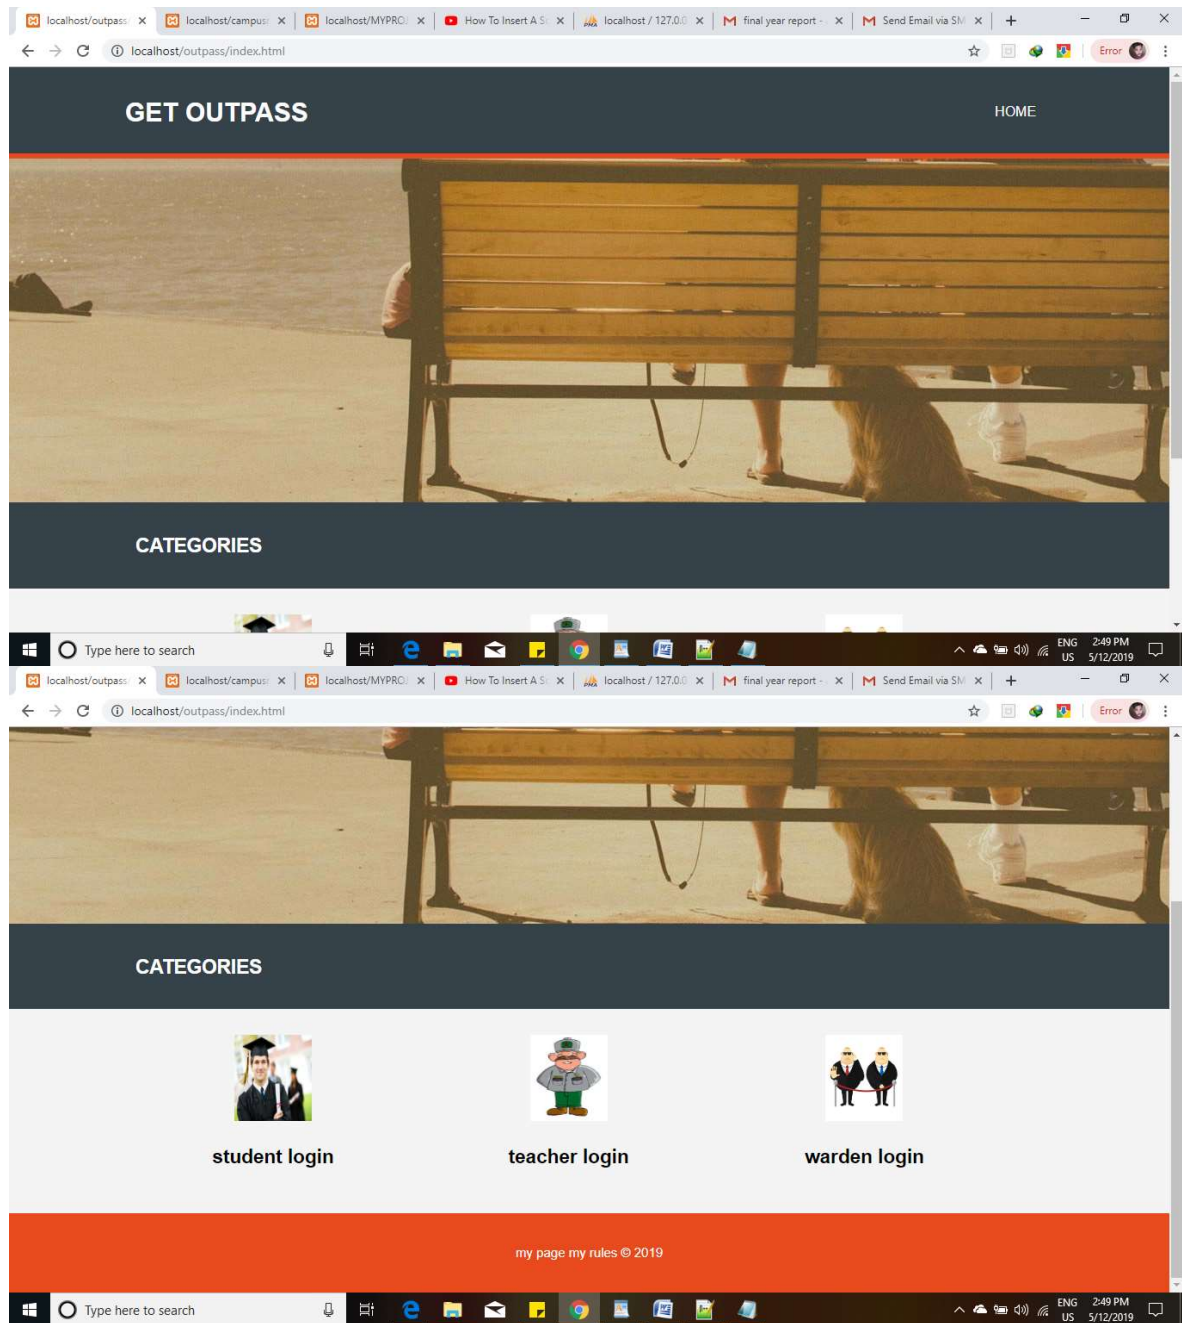 localhost/outpass localhost/campus localhost/MYPRO How To Insert A S localhost / 127.0.0 final year report - Send Email via SM
localhost/outpass/index.html Error
GET OUTPASS HOME
CATEGORIES
Type here to search ENG 2:49 PM
US 5/12/2019
localhost/outpass localhost/campus localhost/MYPRO How To Insert A S localhost / 127.0.0 final year report - Send Email via SM
localhost/outpass/index.html Error
CATEGORIES
student login teacher login warden login
my page my rules © 2019
Type here to search ENG 2:49 PM
US 5/12/2019